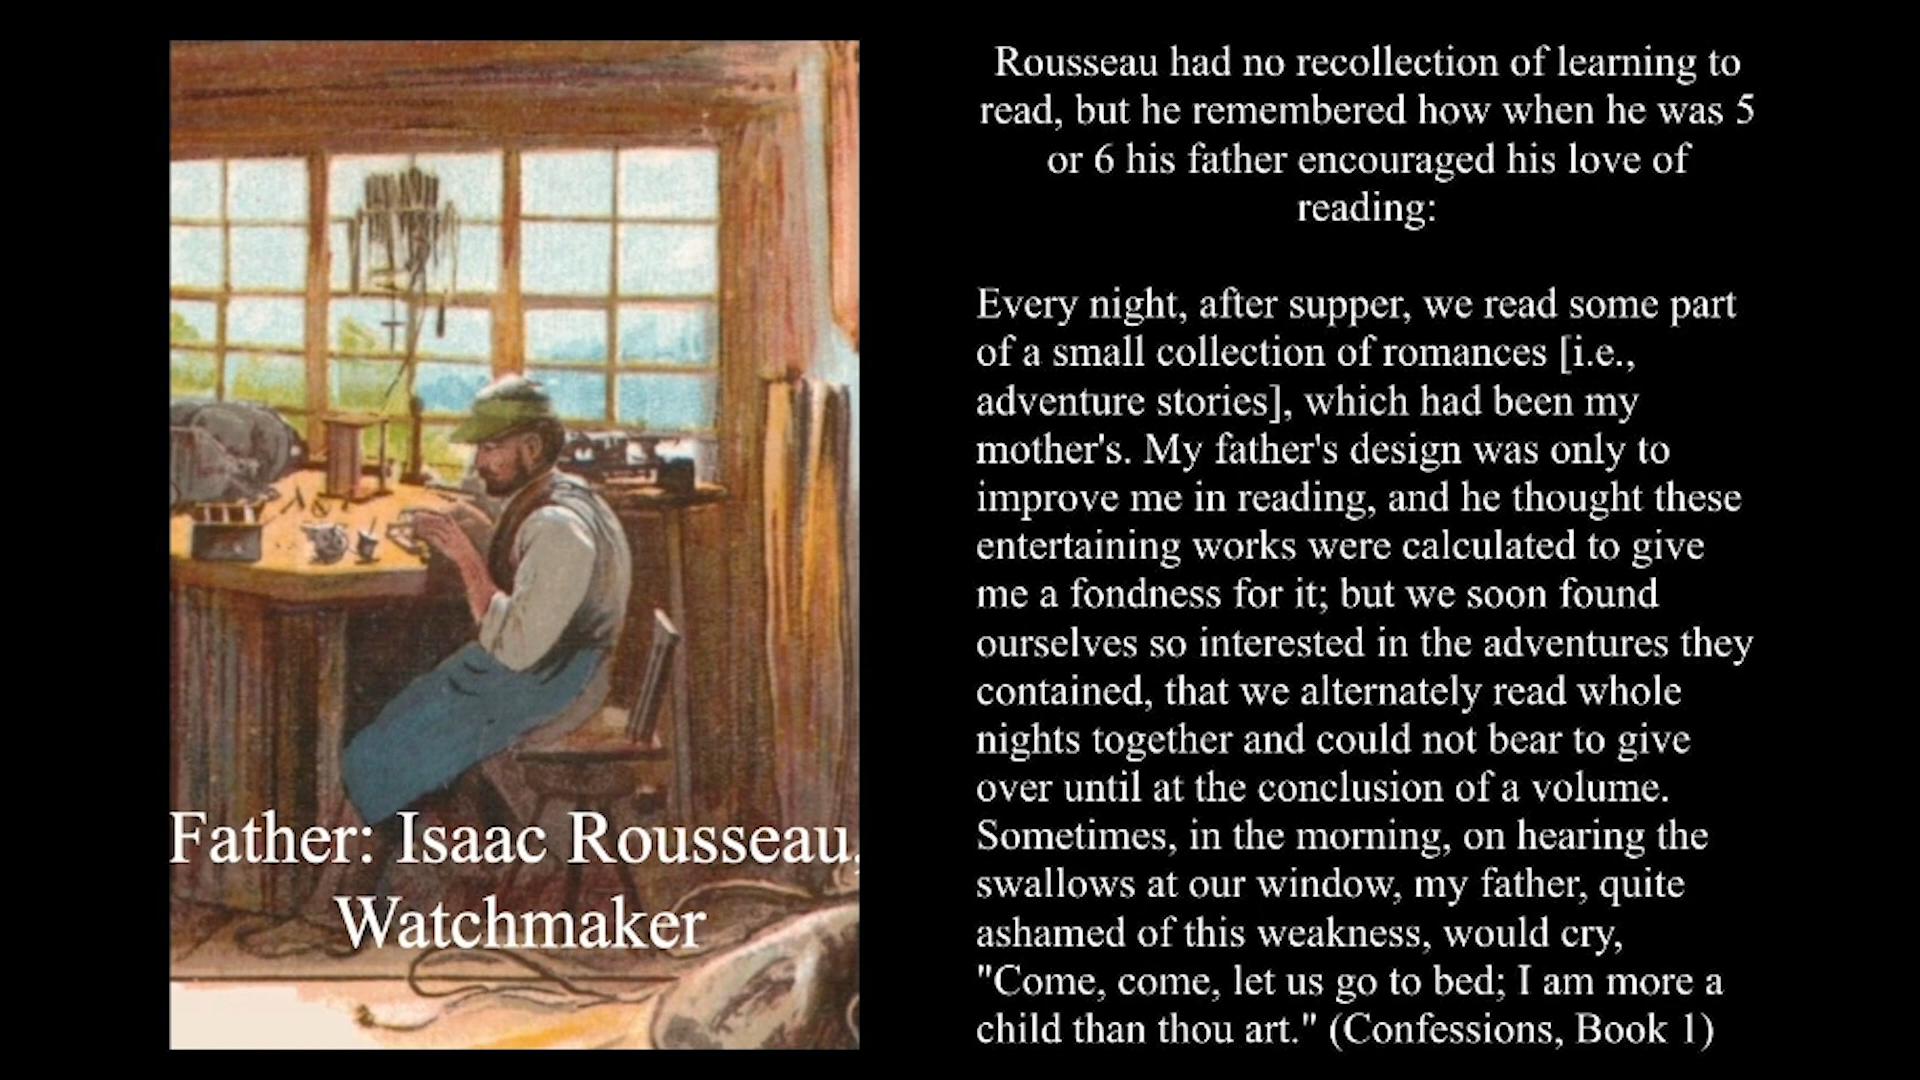 Father: Isaac Rousseau,
Watchmaker
Rousseau had no recollection of learning to
read, but he remembered how when he was 5
or 6 his father encouraged his love of
reading:
Every night, after supper, we read some part
of a small collection of romances [i.e.,
adventure stories], which had been my
mother's. My father's design was only to
improve me in reading, and he thought these
entertaining works were calculated to give
me a fondness for it; but we soon found
ourselves so interested in the adventures they
contained, that we alternately read whole
nights together and could not bear to give
over until at the conclusion of a volume.
Sometimes, in the morning, on hearing the
swallows at our window, my father, quite
ashamed of this weakness, would cry,
"Come, come, let us go to bed; I am more a
child than thou art." (Confessions, Book 1)